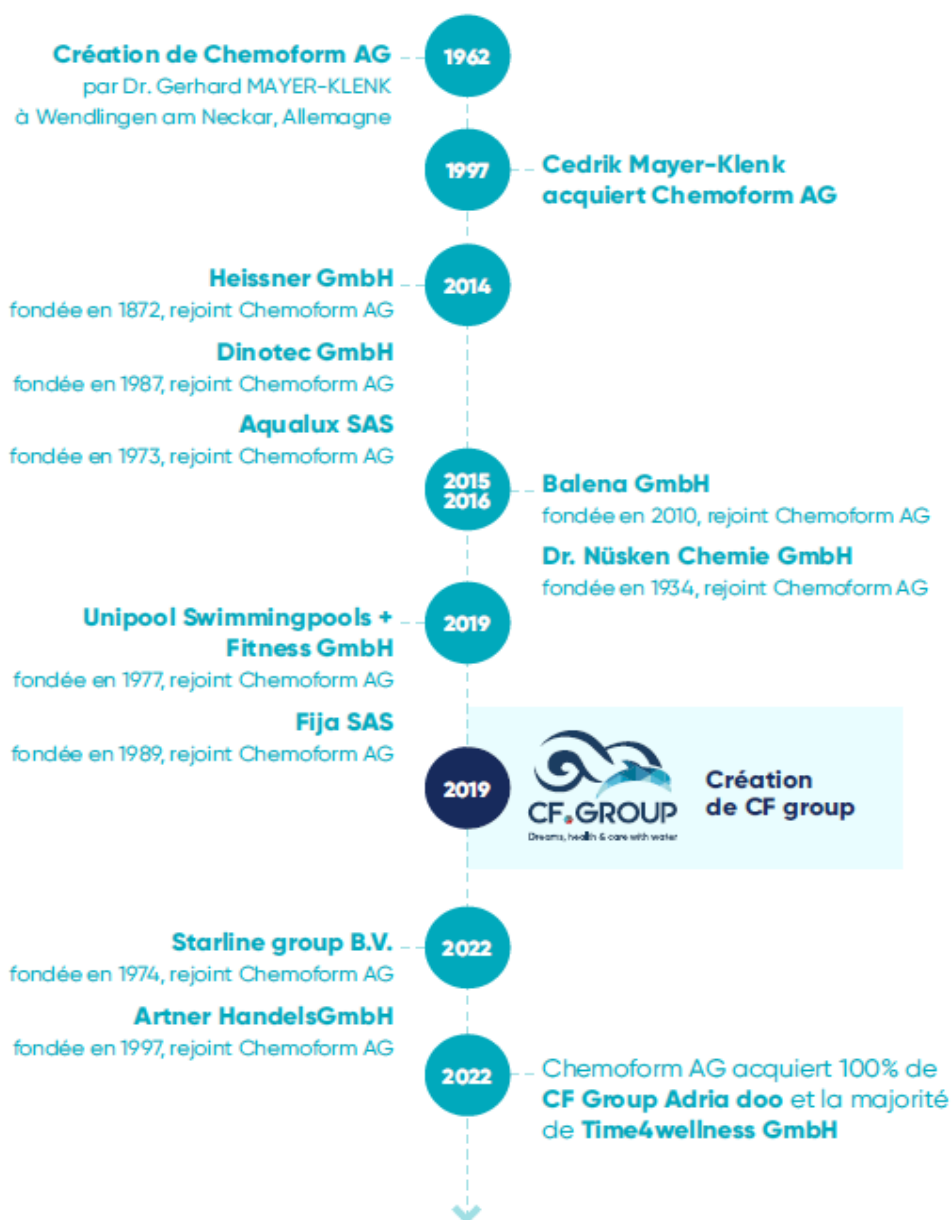 1962
Création de Chemoform AG
par Dr. Gerhard MAYER-KLENK
à Wendlingen am Neckar, Allemagne
1997
Cedrik Mayer-Klenk
acquiert Chemoform AG
2014
Heissner GmbH
fondée en 1872, rejoint Chemoform AG
Dinotec GmbH
fondée en 1987, rejoint Chemoform AG
Aqualux SAS
fondée en 1973, rejoint Chemoform AG
2015
2016
Balena GmbH
fondée en 2010, rejoint Chemoform AG
Dr. Nüsken Chemie GmbH
fondée en 1934, rejoint Chemoform AG
2019
Unipool Swimmingpools +
Fitness GmbH
fondée en 1977, rejoint Chemoform AG
Fija SAS
fondée en 1989, rejoint Chemoform AG
2019
CF.GROUP
Dreams, health & care with water
Création
de CF group
2022
Starline group B.V.
fondée en 1974, rejoint Chemoform AG
Artner HandelsGmbH
fondée en 1997, rejoint Chemoform AG
2022
Chemoform AG acquiert 100% de
CF Group Adria doo et la majorité
de Time4wellness GmbH